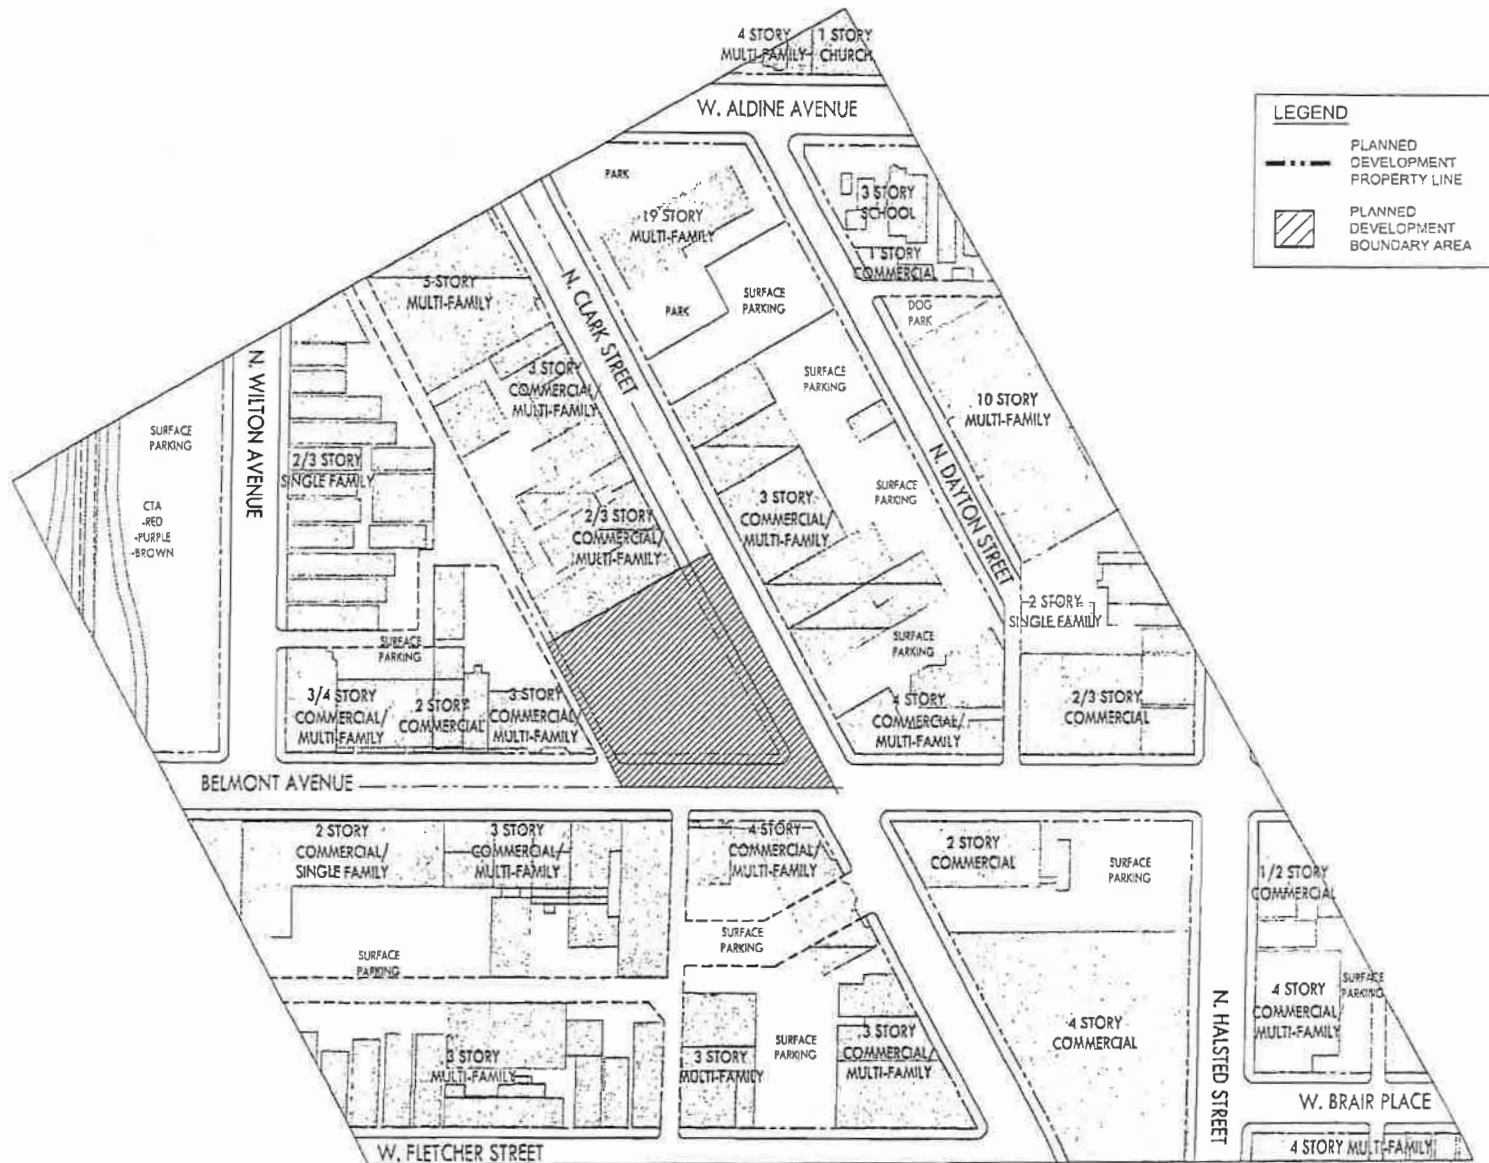 4 STORY
MULTI-FAMILY
1 STORY
CHURCH
W. ALDINE AVENUE
LEGEND
PLANNED
DEVELOPMENT
PROPERTY LINE
PLANNED
DEVELOPMENT
BOUNDARY AREA
PARK
3 STORY
SCHOOL
19 STORY
MULTI-FAMILY
1 STORY
COMMERCIAL
5-STORY
MULTI-FAMILY
N. CLARK STREET
SURFACE
PARKING
PARK
DOG
PARK
N. WILTON AVENUE
3 STORY
COMMERCIAL/
MULTI-FAMILY
SURFACE
PARKING
10 STORY
MULTI-FAMILY
SURFACE
PARKING
2/3 STORY
SINGLE FAMILY
N. DAYTON STREET
SURFACE
PARKING
CTA
-RED
-PURPLE
-BROWN
3 STORY
COMMERCIAL/
MULTI-FAMILY
2/3 STORY
COMMERCIAL/
MULTI-FAMILY
2 STORY
SINGLE FAMILY
SURFACE
PARKING
SURFACE
PARKING
3/4 STORY
COMMERCIAL/
MULTI-FAMILY
2 STORY
COMMERCIAL
3 STORY
COMMERCIAL/
MULTI-FAMILY
4 STORY
COMMERCIAL/
MULTI-FAMILY
2/3 STORY
COMMERCIAL
BELMONT AVENUE
2 STORY
COMMERCIAL/
SINGLE FAMILY
3 STORY
COMMERCIAL/
MULTI-FAMILY
4 STORY
COMMERCIAL/
MULTI-FAMILY
2 STORY
COMMERCIAL
SURFACE
PARKING
1/2 STORY
COMMERCIAL
SURFACE
PARKING
SURFACE
PARKING
4 STORY
COMMERCIAL/
MULTI-FAMILY
SURFACE
PARKING
N. HALSTED STREET
3 STORY
MULTI-FAMILY
3 STORY
MULTI-FAMILY
SURFACE
PARKING
3 STORY
COMMERCIAL/
MULTI-FAMILY
4 STORY
COMMERCIAL
W. BRAIR PLACE
W. FLETCHER STREET
4 STORY MULTI-FAMILY